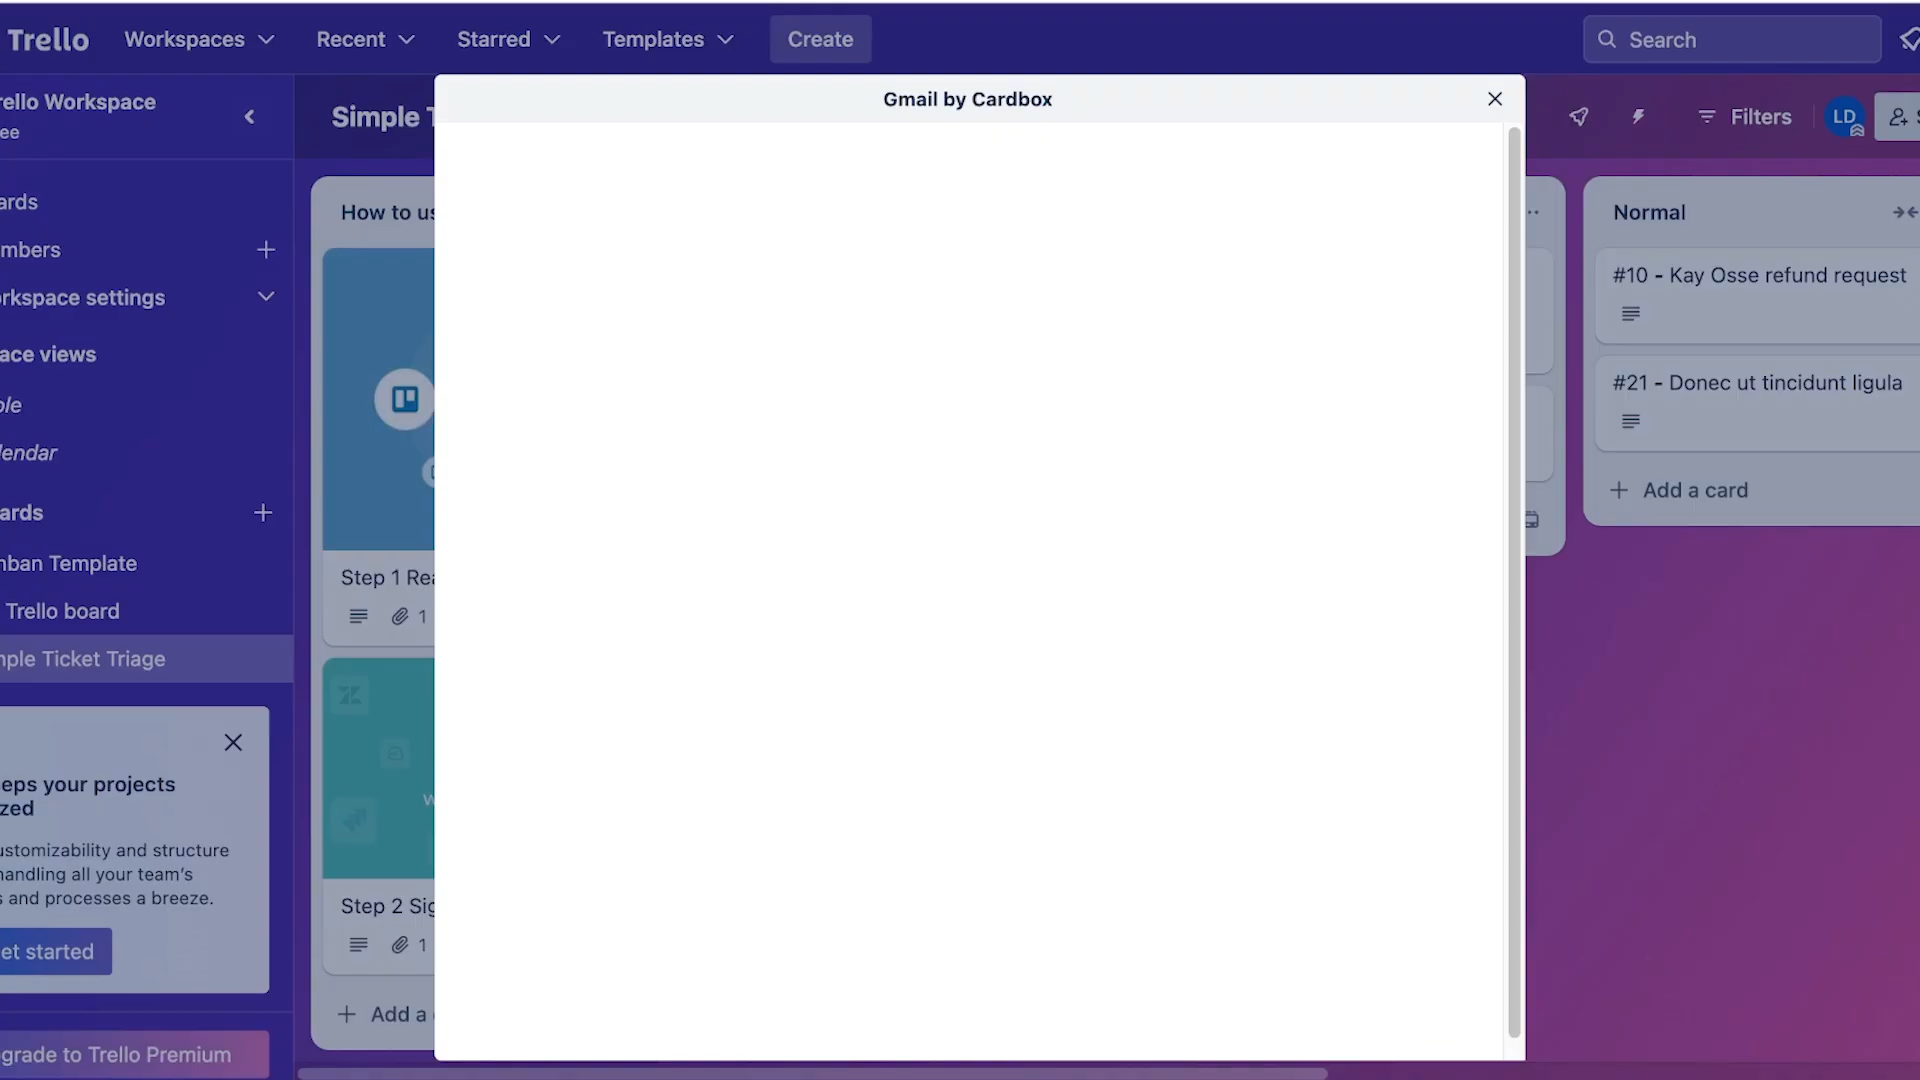 Trello Workspaces Recent Starred Templates Create Search
rello Workspace
ee
Simple T
Gmail by Cardbox
Filters
LD
S
ards
mbers
rkspace settings
ace views
ble
lendar
ards
nban Template
Trello board
nple Ticket Triage
eeps your projects
zed
ustomizability and structure
handling all your team's
s and processes a breeze.
et started
grade to Trello Premium
How to us
Step 1 Rea
1
W
Step 2 Sig
1
Add a
Normal
#10 - Kay Osse refund request
#21 - Donec ut tincidunt ligula
Add a card